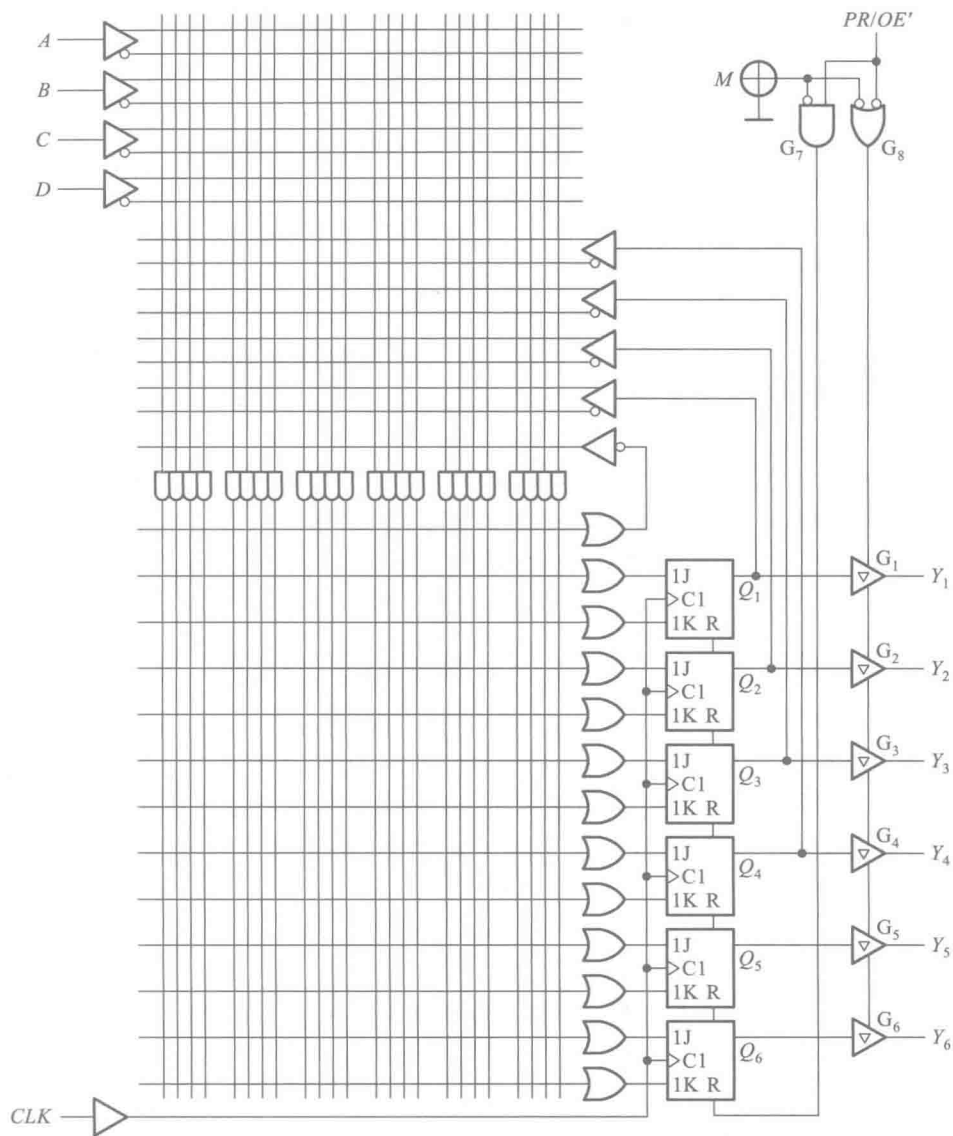 PR/OE'
A
M
B
C
G7
G8
D
1J
C1
1K R
Q1
G1
Y1
1J
C1
1K R
Q2
G2
Y2
1J
C1
1K R
Q3
G3
Y3
1J
C1
1K R
Q4
G4
Y4
1J
C1
1K R
Q5
G5
Y5
1J
C1
1K R
Q6
G6
Y6
CLK